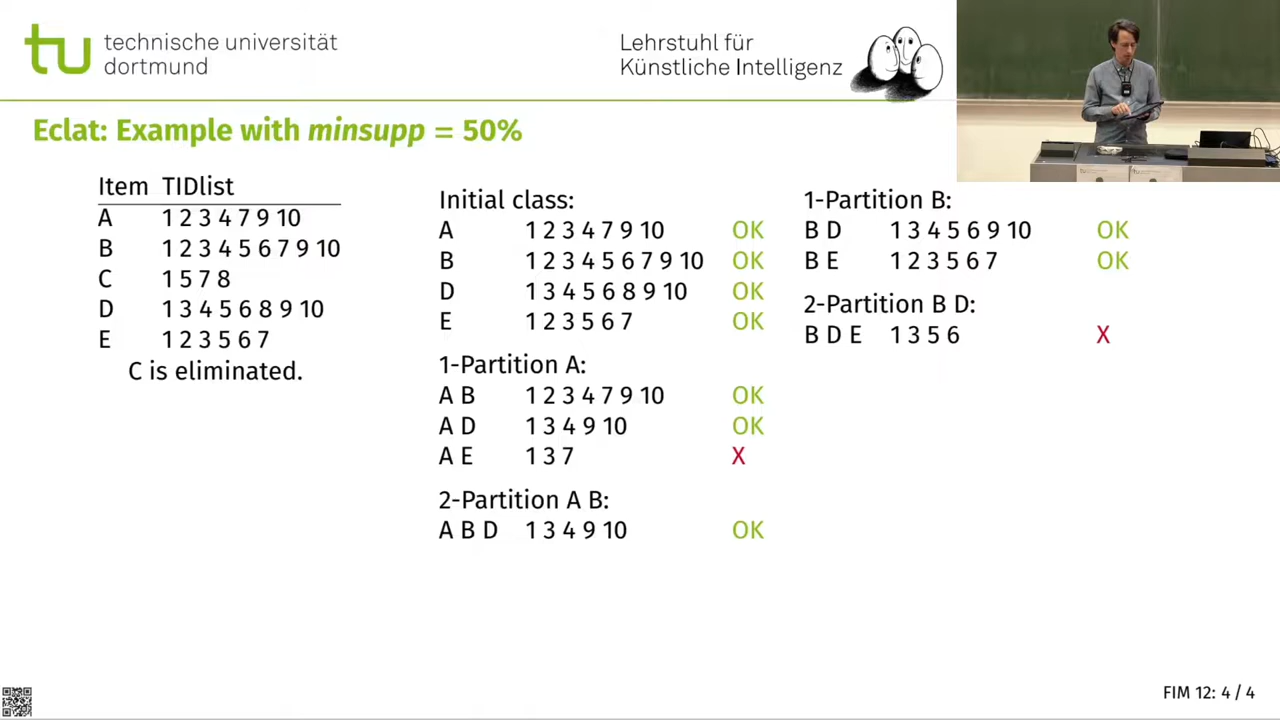 technische universität
dortmund
Lehrstuhl für
Künstliche Intelligenz
Eclat: Example with minsupp = 50%
Item TIDlist
A 1 2 3 4 7 9 10
B 1 2 3 4 5 6 7 9 10
C 1 5 7 8
D 1 3 4 5 6 8 9 10
E 1 2 3 5 6 7
C is eliminated.
Initial class:
A 1 2 3 4 7 9 10 OK
B 1 2 3 4 5 6 7 9 10 OK
D 1 3 4 5 6 8 9 10 OK
E 1 2 3 5 6 7 OK
1-Partition A:
A B 1 2 3 4 7 9 10 OK
A D 1 3 4 9 10 OK
A E 1 3 7 X
2-Partition A B:
A B D 1 3 4 9 10 OK
1-Partition B:
B D 1 3 4 5 6 9 10 OK
B E 1 2 3 5 6 7 OK
2-Partition B D:
B D E 1 3 5 6 X
FIM 12: 4 / 4